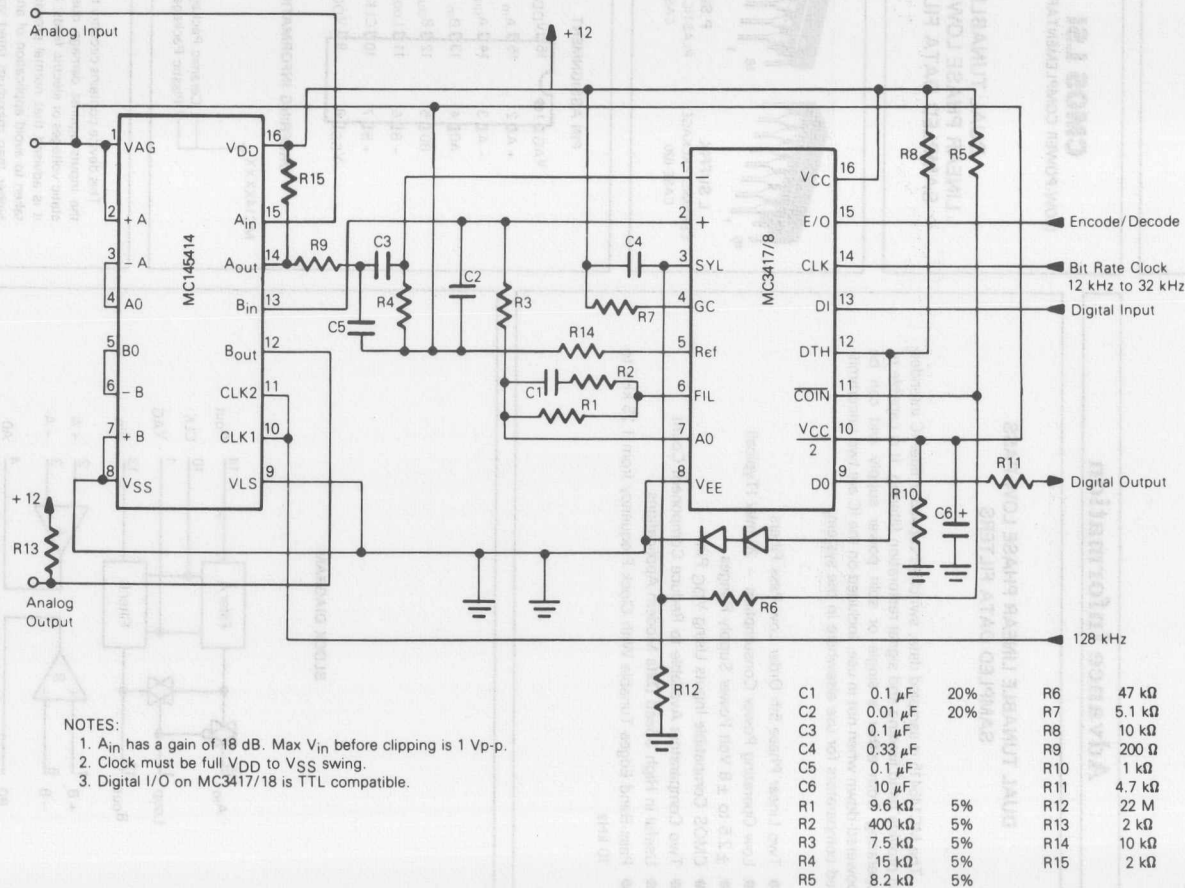 Analog Input
+ 12
MC145414
1 VAG
2 + A
3 - A
4 A0
5 B0
6 - B
7 + B
8 VSS
VDD 16
Ain 15
Aout 14
Bin 13
Bout 12
CLK2 11
CLK1 10
VLS 9
R15
R9
C3
R4
C5
C2
R3
C4
R7
R14
C1
R2
R1
R8
R5
MC3417/8
1 −
2 +
3 SYL
4 GC
5 Ref
6 FIL
7 A0
8 VEE
VCC 16
E/O 15
CLK 14
DI 13
DTH 12
COIN 11
VCC/2 10
D0 9
Encode/Decode
Bit Rate Clock
12 kHz to 32 kHz
Digital Input
R11
Digital Output
R10
C6 +
+ 12
R13
Analog
Output
R6
R12
128 kHz
NOTES:
1. Ain has a gain of 18 dB. Max Vin before clipping is 1 Vp-p.
2. Clock must be full VDD to VSS swing.
3. Digital I/O on MC3417/18 is TTL compatible.
C1 0.1 μF 20% R6 47 kΩ
C2 0.01 μF 20% R7 5.1 kΩ
C3 0.1 μF R8 10 kΩ
C4 0.33 μF R9 200 Ω
C5 0.1 μF R10 1 kΩ
C6 10 μF R11 4.7 kΩ
R1 9.6 kΩ 5% R12 22 M
R2 400 kΩ 5% R13 2 kΩ
R3 7.5 kΩ 5% R14 10 kΩ
R4 15 kΩ 5% R15 2 kΩ
R5 8.2 kΩ 5%